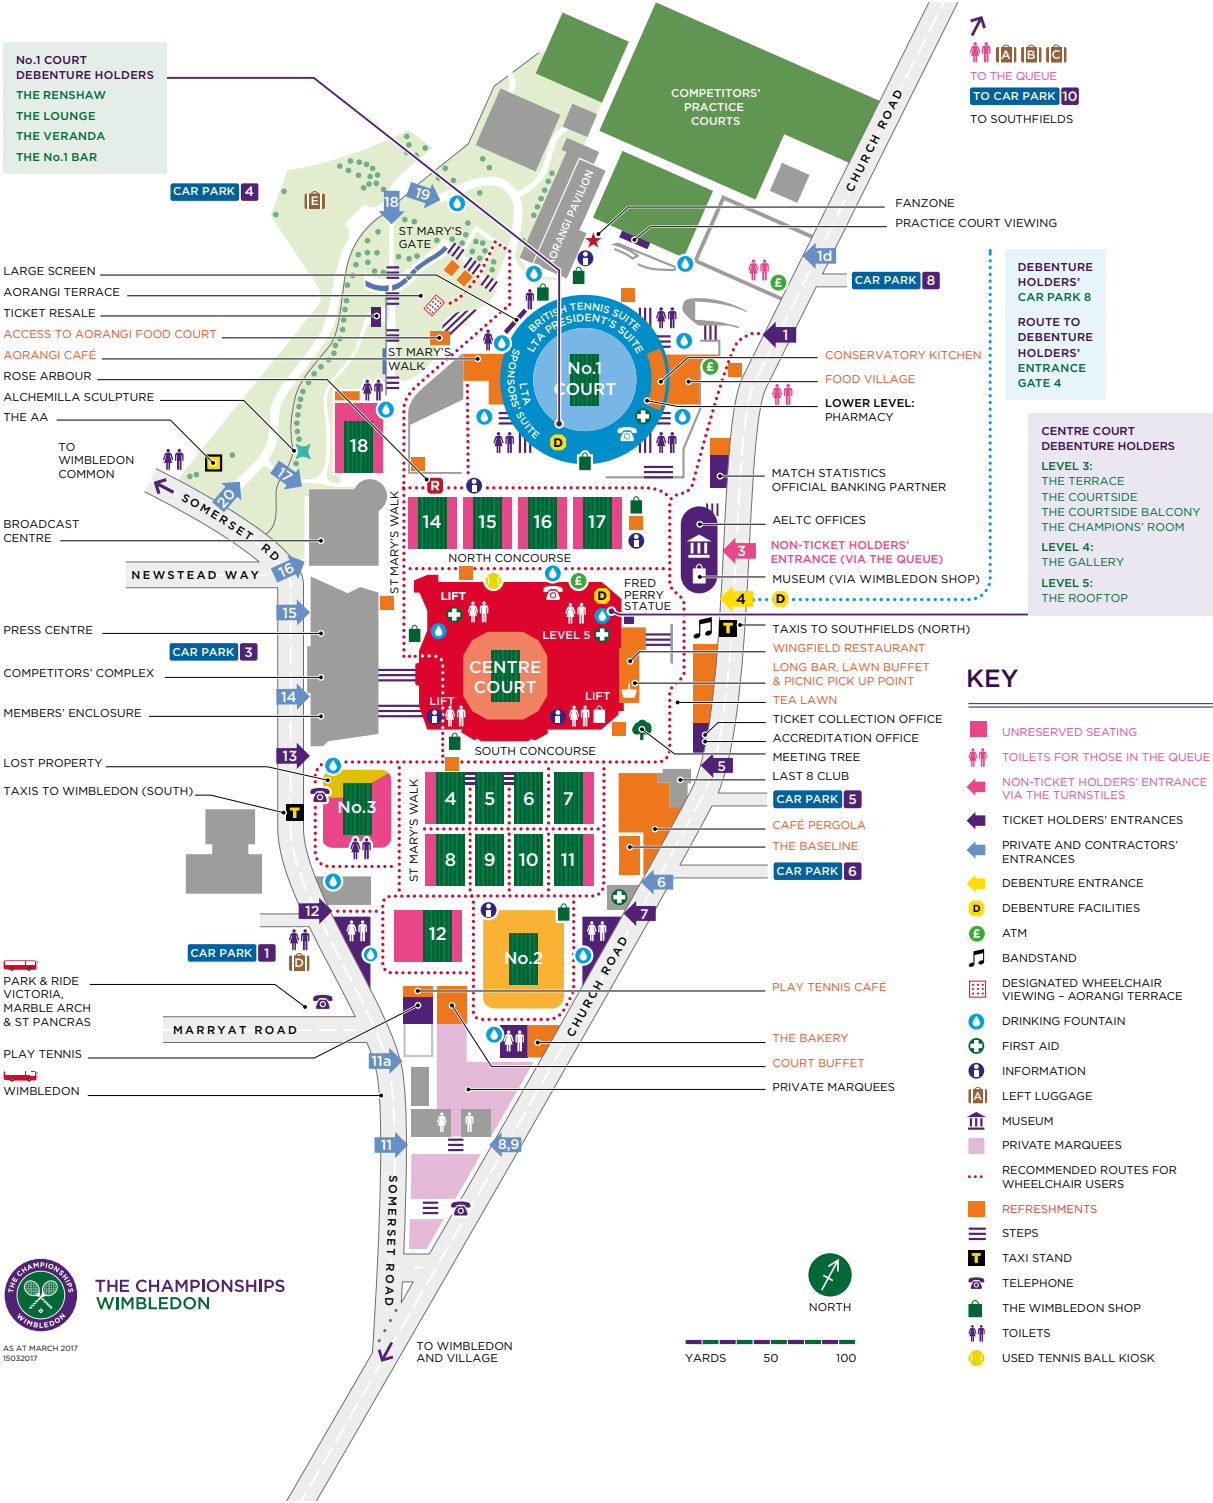 No.1 COURT
DEBENTURE HOLDERS
THE RENSHAW
THE LOUNGE
THE VERANDA
THE No.1 BAR
CAR PARK 4
E
18
19
ST MARY'S
GATE
LARGE SCREEN
AORANGI TERRACE
TICKET RESALE
ACCESS TO AORANGI FOOD COURT
AORANGI CAFÉ
ROSE ARBOUR
ALCHEMILLA SCULPTURE
THE AA
ST MARY'S
WALK
TO
WIMBLEDON
COMMON
SOMERSET RD
20
17
18
BROADCAST
CENTRE
NEWSTEAD WAY
16
15
PRESS CENTRE
CAR PARK 3
COMPETITORS' COMPLEX
14
MEMBERS' ENCLOSURE
13
LOST PROPERTY
TAXIS TO WIMBLEDON (SOUTH)
T
No.3
12
CAR PARK 1
D
PARK & RIDE
VICTORIA,
MARBLE ARCH
& ST PANCRAS
MARRYAT ROAD
PLAY TENNIS
WIMBLEDON
11a
11
SOMERSET ROAD
COMPETITORS'
PRACTICE
COURTS
AORANGI PAVILION
CHURCH ROAD
A B C
TO THE QUEUE
TO CAR PARK 10
TO SOUTHFIELDS
FANZONE
PRACTICE COURT VIEWING
1d
£
CAR PARK 8
1
BRITISH TENNIS SUITE
LTA PRESIDENT'S SUITE
LTA
SPONSORS' SUITE
No.1
COURT
D
£
CONSERVATORY KITCHEN
FOOD VILLAGE
LOWER LEVEL:
PHARMACY
MATCH STATISTICS
OFFICIAL BANKING PARTNER
AELTC OFFICES
3
NON-TICKET HOLDERS'
ENTRANCE (VIA THE QUEUE)
MUSEUM (VIA WIMBLEDON SHOP)
4
D
DEBENTURE
HOLDERS'
CAR PARK 8
ROUTE TO
DEBENTURE
HOLDERS'
ENTRANCE
GATE 4
CENTRE COURT
DEBENTURE HOLDERS
LEVEL 3:
THE TERRACE
THE COURTSIDE
THE COURTSIDE BALCONY
THE CHAMPIONS' ROOM
LEVEL 4:
THE GALLERY
LEVEL 5:
THE ROOFTOP
R
ST MARY'S WALK
14
15
16
17
NORTH CONCOURSE
£
FRED
PERRY
STATUE
LIFT
D
LEVEL 5
CENTRE
COURT
LIFT
LIFT
SOUTH CONCOURSE
T
TAXIS TO SOUTHFIELDS (NORTH)
WINGFIELD RESTAURANT
LONG BAR, LAWN BUFFET
& PICNIC PICK UP POINT
TEA LAWN
TICKET COLLECTION OFFICE
ACCREDITATION OFFICE
MEETING TREE
LAST 8 CLUB
5
CAR PARK 5
CAFÉ PERGOLA
THE BASELINE
CAR PARK 6
6
7
ST MARY'S WALK
4
5
6
7
8
9
10
11
12
No.2
CHURCH ROAD
PLAY TENNIS CAFÉ
THE BAKERY
COURT BUFFET
PRIVATE MARQUEES
8,9
KEY
UNRESERVED SEATING
TOILETS FOR THOSE IN THE QUEUE
NON-TICKET HOLDERS' ENTRANCE
VIA THE TURNSTILES
TICKET HOLDERS' ENTRANCES
PRIVATE AND CONTRACTORS'
ENTRANCES
DEBENTURE ENTRANCE
D DEBENTURE FACILITIES
£ ATM
BANDSTAND
DESIGNATED WHEELCHAIR
VIEWING – AORANGI TERRACE
DRINKING FOUNTAIN
FIRST AID
INFORMATION
A LEFT LUGGAGE
MUSEUM
PRIVATE MARQUEES
RECOMMENDED ROUTES FOR
WHEELCHAIR USERS
REFRESHMENTS
STEPS
T TAXI STAND
TELEPHONE
THE WIMBLEDON SHOP
TOILETS
USED TENNIS BALL KIOSK
THE CHAMPIONSHIPS
WIMBLEDON
THE CHAMPIONSHIPS
WIMBLEDON
AS AT MARCH 2017
15032017
TO WIMBLEDON
AND VILLAGE
NORTH
YARDS 50 100